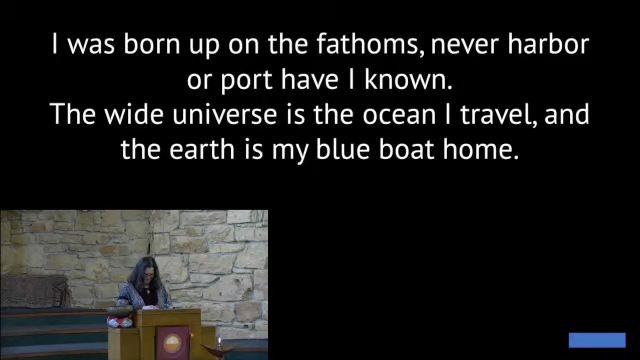 I was born up on the fathoms, never harbor
or port have I known.
The wide universe is the ocean I travel, and
the earth is my blue boat home.